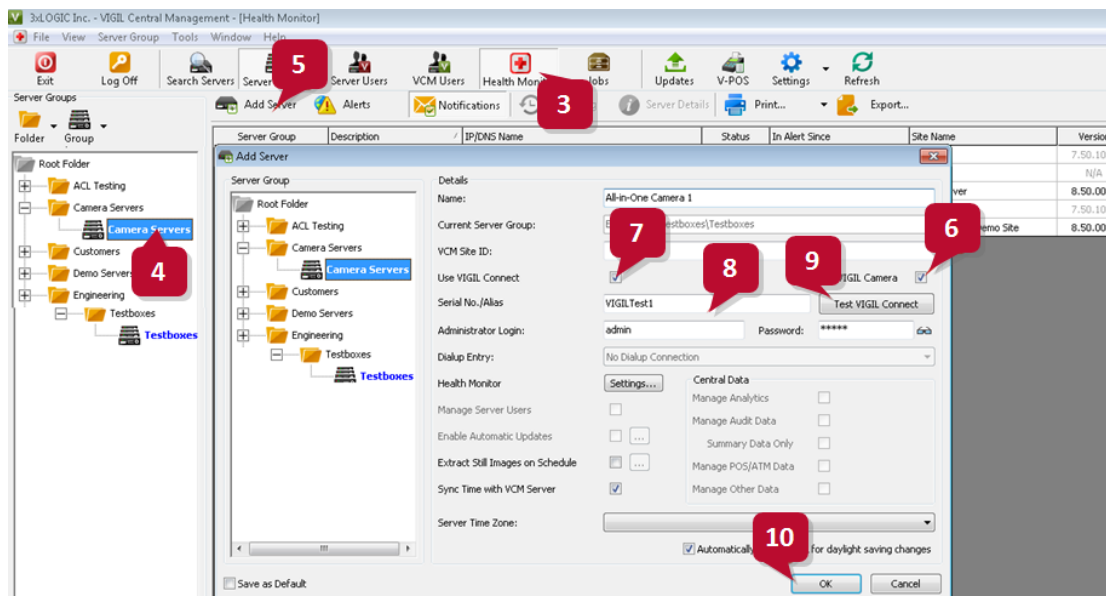 3xLOGIC Inc. - VIGIL Central Management - [Health Monitor]
File View Server Group Tools Window Help
5
Exit Log Off Search Servers Server Server Users VCM Users Health Monit Jobs Updates V-POS Settings Refresh
3
Server Groups
Add Server Alerts Notifications Server Details Print... Export...
Folder Group
Server Group Description IP/DNS Name Status In Alert Since Site Name Version
Root Folder
ACL Testing
Camera Servers
Camera Servers
4
Customers
Demo Servers
Engineering
Testboxes
Testboxes
7.50.10
N/A
ver 8.50.00
7.50.10
emo Site 8.50.00
Add Server
Server Group
Root Folder
ACL Testing
Camera Servers
Camera Servers
Customers
Demo Servers
Engineering
Testboxes
Testboxes
Save as Default
Details
Name: All-in-One Camera 1
Current Server Group: estboxes\Testboxes
7
6
VCM Site ID:
8
9
Use VIGIL Connect VIGIL Camera
Serial No./Alias VIGILTest1 Test VIGIL Connect
Administrator Login: admin Password: *****
Dialup Entry: No Dialup Connection
Health Monitor Settings... Central Data
Manage Analytics
Manage Server Users
Manage Audit Data
Enable Automatic Updates ...
Summary Data Only
Extract Still Images on Schedule ...
Manage POS/ATM Data
Sync Time with VCM Server
Manage Other Data
Server Time Zone:
10
Automatically for daylight saving changes
OK Cancel